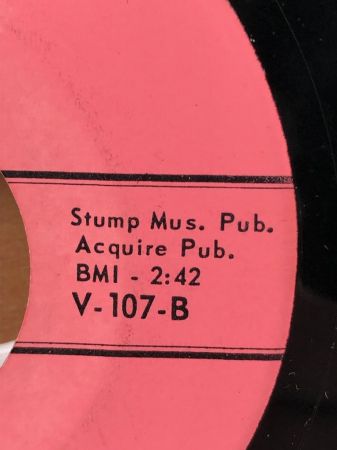 Stump Mus. Pub.
Acquire Pub.
BMI - 2:42
V-107-B